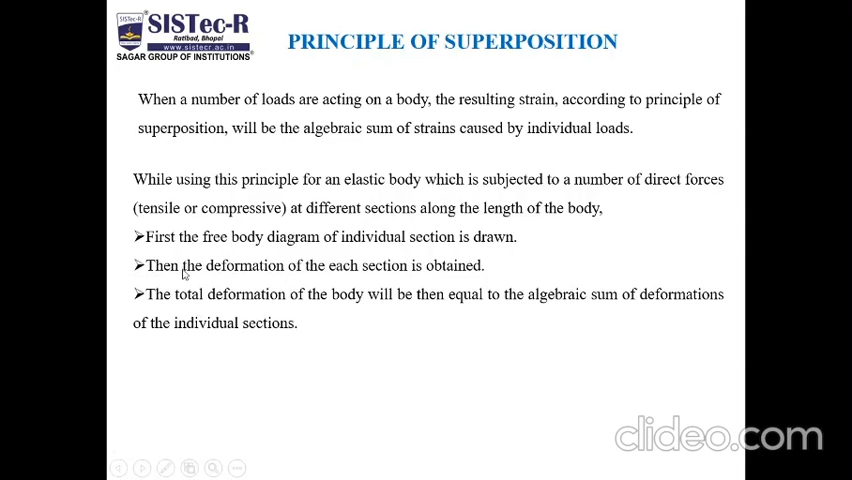 SISTec-R
Ratibad, Bhopal
www.sistecr.ac.in
SAGAR GROUP OF INSTITUTIONS®
PRINCIPLE OF SUPERPOSITION
When a number of loads are acting on a body, the resulting strain, according to principle of
superposition, will be the algebraic sum of strains caused by individual loads.
While using this principle for an elastic body which is subjected to a number of direct forces
(tensile or compressive) at different sections along the length of the body,
➢First the free body diagram of individual section is drawn.
➢Then the deformation of the each section is obtained.
➢The total deformation of the body will be then equal to the algebraic sum of deformations
of the individual sections.
clideo.com